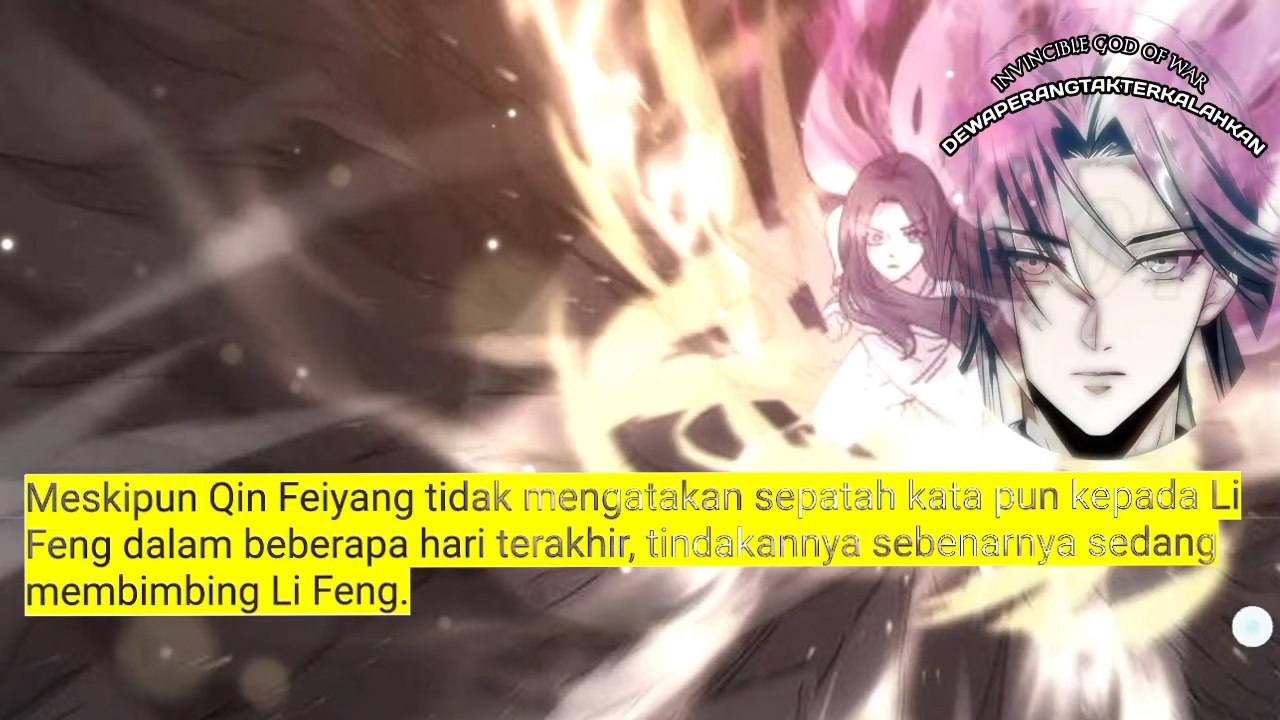 INVINCIBLE GOD OF WAR
DEWAPERANGTAKTERKALAHKAN
Meskipun Qin Feiyang tidak mengatakan sepatah kata pun kepada Li
Feng dalam beberapa hari terakhir, tindakannya sebenarnya sedang
membimbing Li Feng.